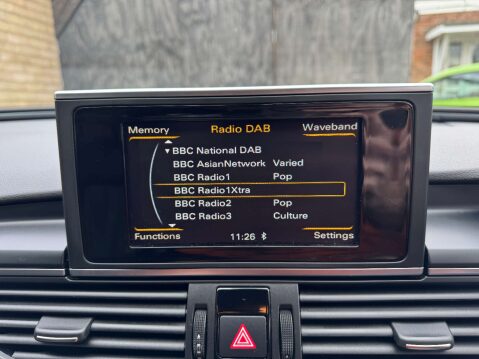 Memory Radio DAB Waveband
BBC National DAB
BBC AsianNetwork Varied
BBC Radio1 Pop
BBC Radio1Xtra
BBC Radio2 Pop
BBC Radio3 Culture
Functions 11:26 Settings